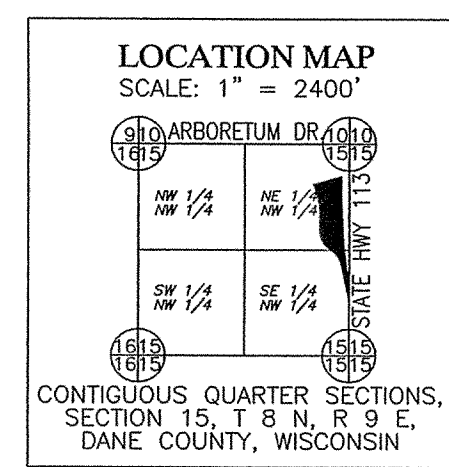 LOCATION MAP
SCALE: 1" = 2400'
9 10 ARBORETUM DR. 10 10
16 15 15 15
NW 1/4 NE 1/4
NW 1/4 NW 1/4
STATE HWY 113
SW 1/4 SE 1/4
NW 1/4 NW 1/4
16 15 15 15
16 15 15 15
CONTIGUOUS QUARTER SECTIONS,
SECTION 15, T 8 N, R 9 E,
DANE COUNTY, WISCONSIN